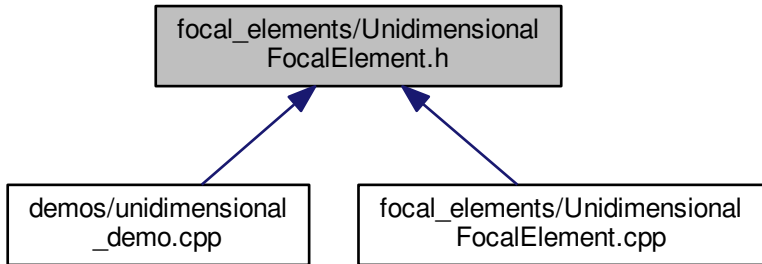 focal_elements/Unidimensional
FocalElement.h
demos/unidimensional
_demo.cpp
focal_elements/Unidimensional
FocalElement.cpp